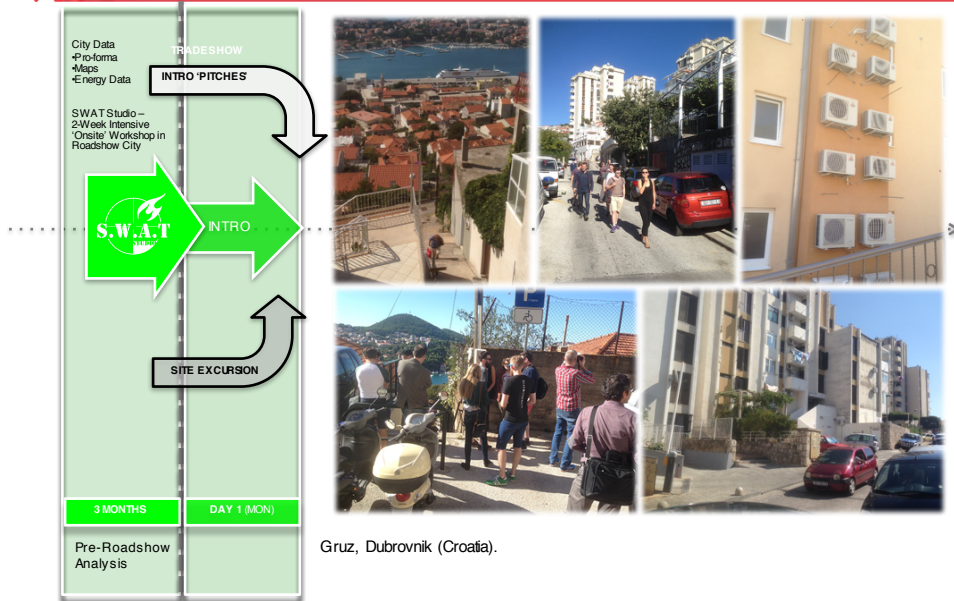 City Data
•Pro-forma
•Maps
•Energy Data
TRADESHOW
INTRO ‘PITCHES’
SWAT Studio –
2-Week Intensive
‘Onsite’ Workshop in
Roadshow City
S.W.A.T
STUDIO
INTRO
SITE EXCURSION
3 MONTHS
DAY 1 (MON)
Pre-Roadshow
Analysis
P
Gruz, Dubrovnik (Croatia).